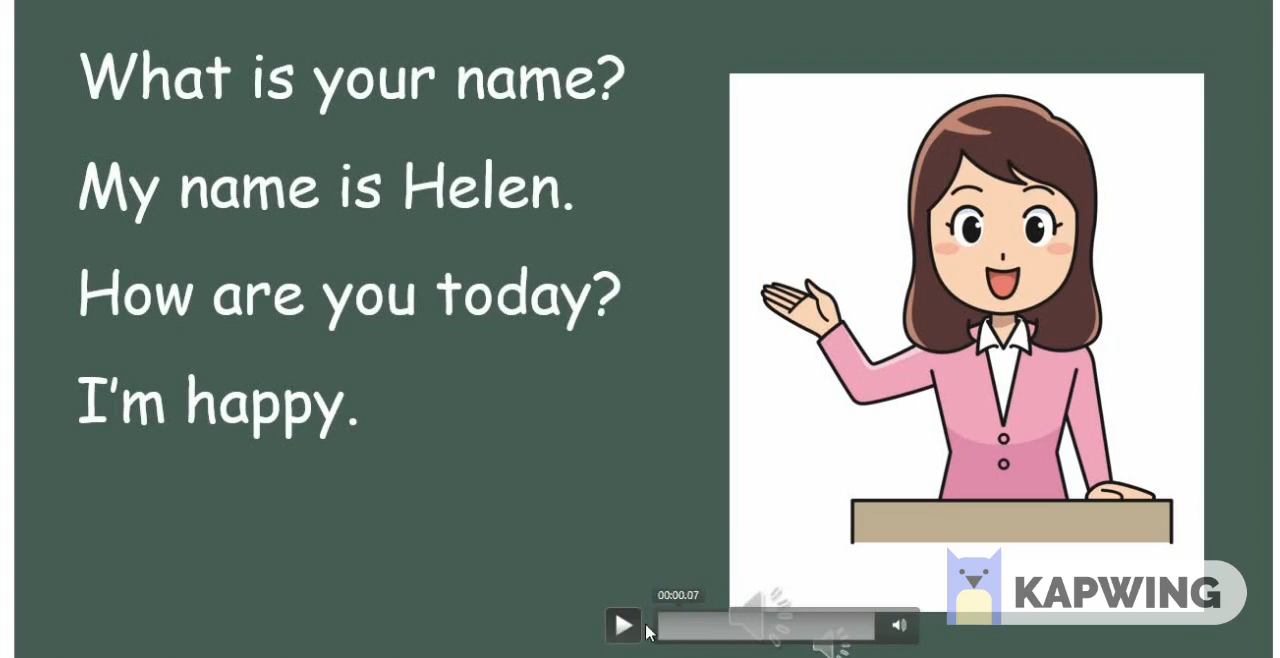 What is your name?
My name is Helen.
How are you today?
I'm happy.
00:00.07
KAPWING